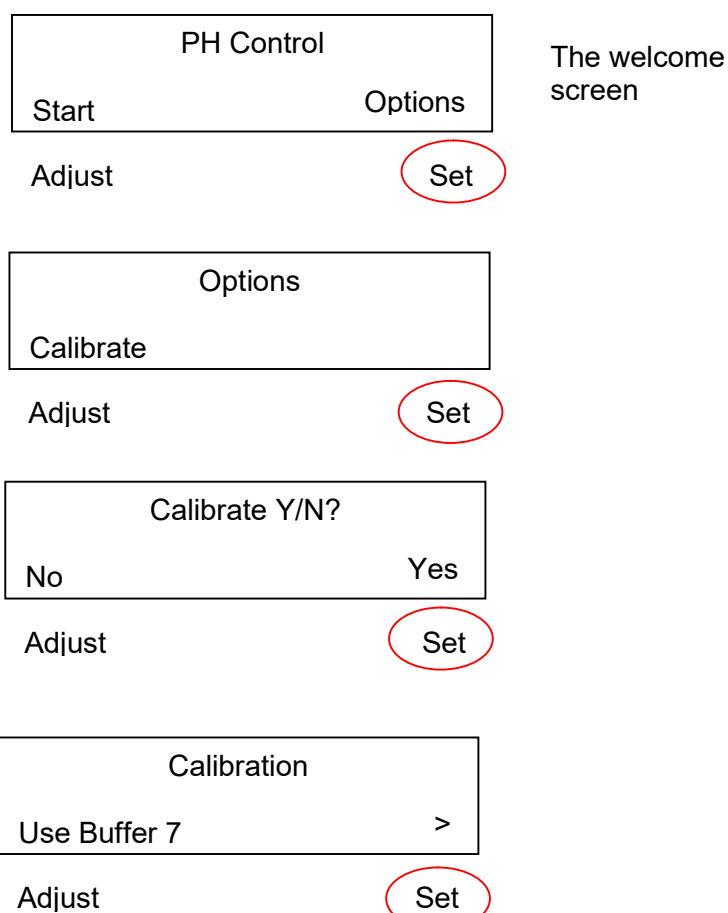 PH Control
The welcome
screen
Start Options
Adjust Set
Options
Calibrate
Adjust Set
Calibrate Y/N?
No Yes
Adjust Set
Calibration
Use Buffer 7 >
Adjust Set